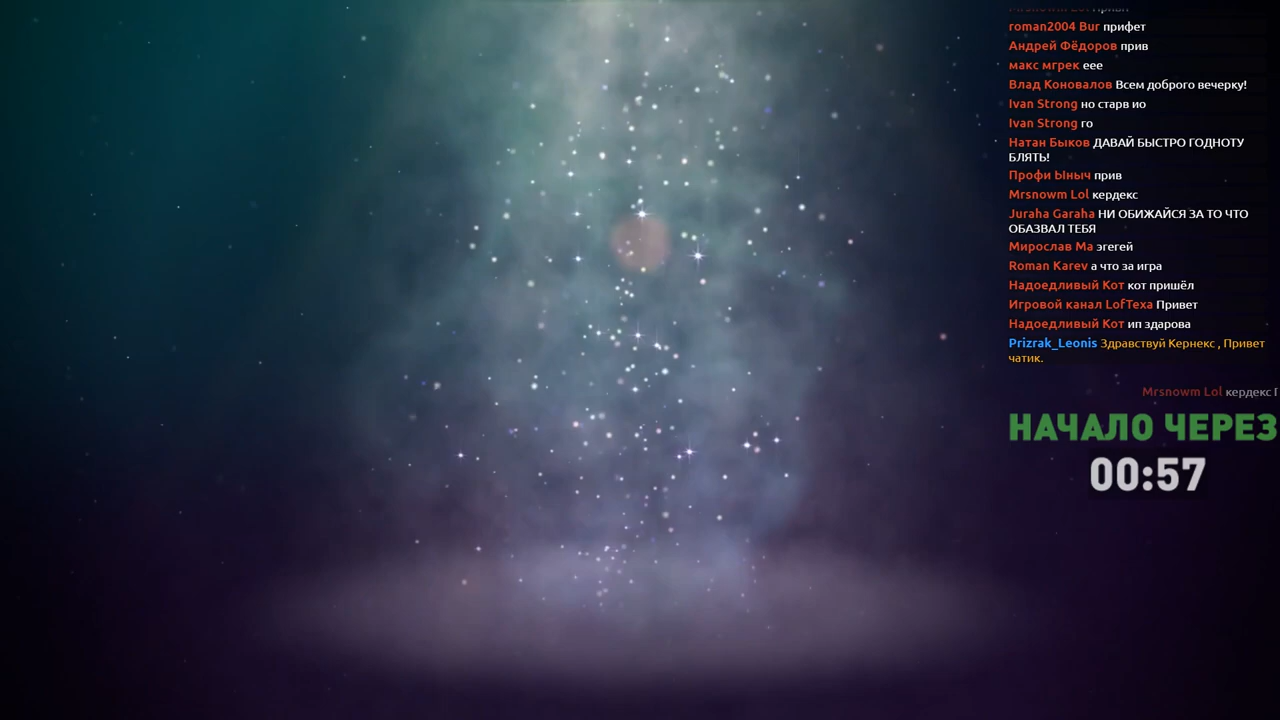 roman2004 Bur прифет
Андрей Фёдоров прив
макс мгрек еее
Влад Коновалов Всем доброго вечерку!
Ivan Strong но старв ио
Ivan Strong го
Натан Быков ДАВАЙ БЫСТРО ГОДНОТУ
БЛЯТЬ!
Профи Ыныч прив
Mrsnowm Lol кердекс
Juraha Garaha НИ ОБИЖАЙСЯ ЗА ТО ЧТО
ОБАЗВАЛ ТЕБЯ
Мирослав Ма эгегей
Roman Karev а что за игра
Надоедливый Кот кот пришёл
Игровой канал LofTexa Привет
Надоедливый Кот ип здарова
Prizrak_Leonis Здравствуй Кернекс , Привет
чатик.
Mrsnowm Lol кердекс
НАЧАЛО ЧЕРЕЗ
00:57